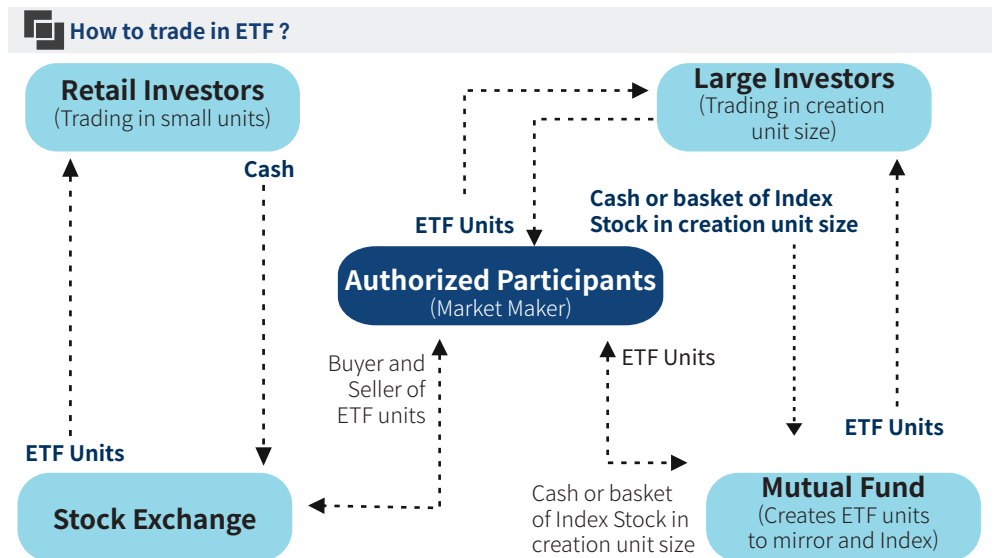 How to trade in ETF ?
Retail Investors
(Trading in small units)
Large Investors
(Trading in creation
unit size)
Cash
ETF Units
Cash or basket of Index
Stock in creation unit size
Authorized Participants
(Market Maker)
Buyer and
Seller of
ETF units
ETF Units
ETF Units
ETF Units
Stock Exchange
Cash or basket
of Index Stock in
creation unit size
Mutual Fund
(Creates ETF units
to mirror and Index)